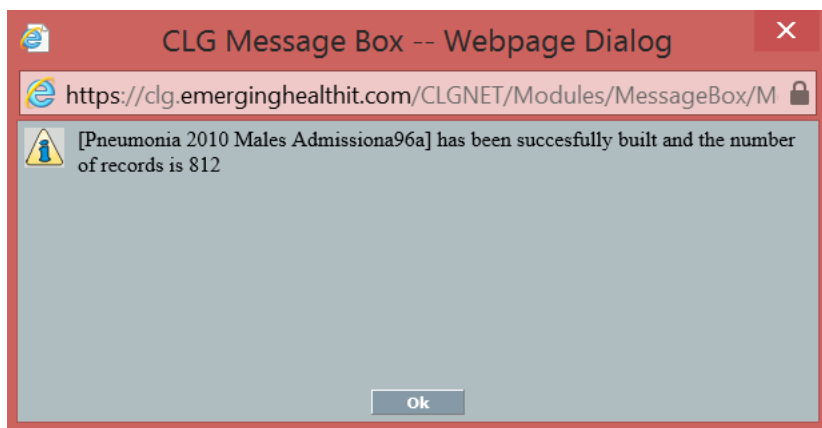 CLG Message Box -- Webpage Dialog
https://clg.emerginghealthit.com/CLGNET/Modules/MessageBox/M
[Pneumonia 2010 Males Admissiona96a] has been succesfully built and the number
of records is 812
Ok